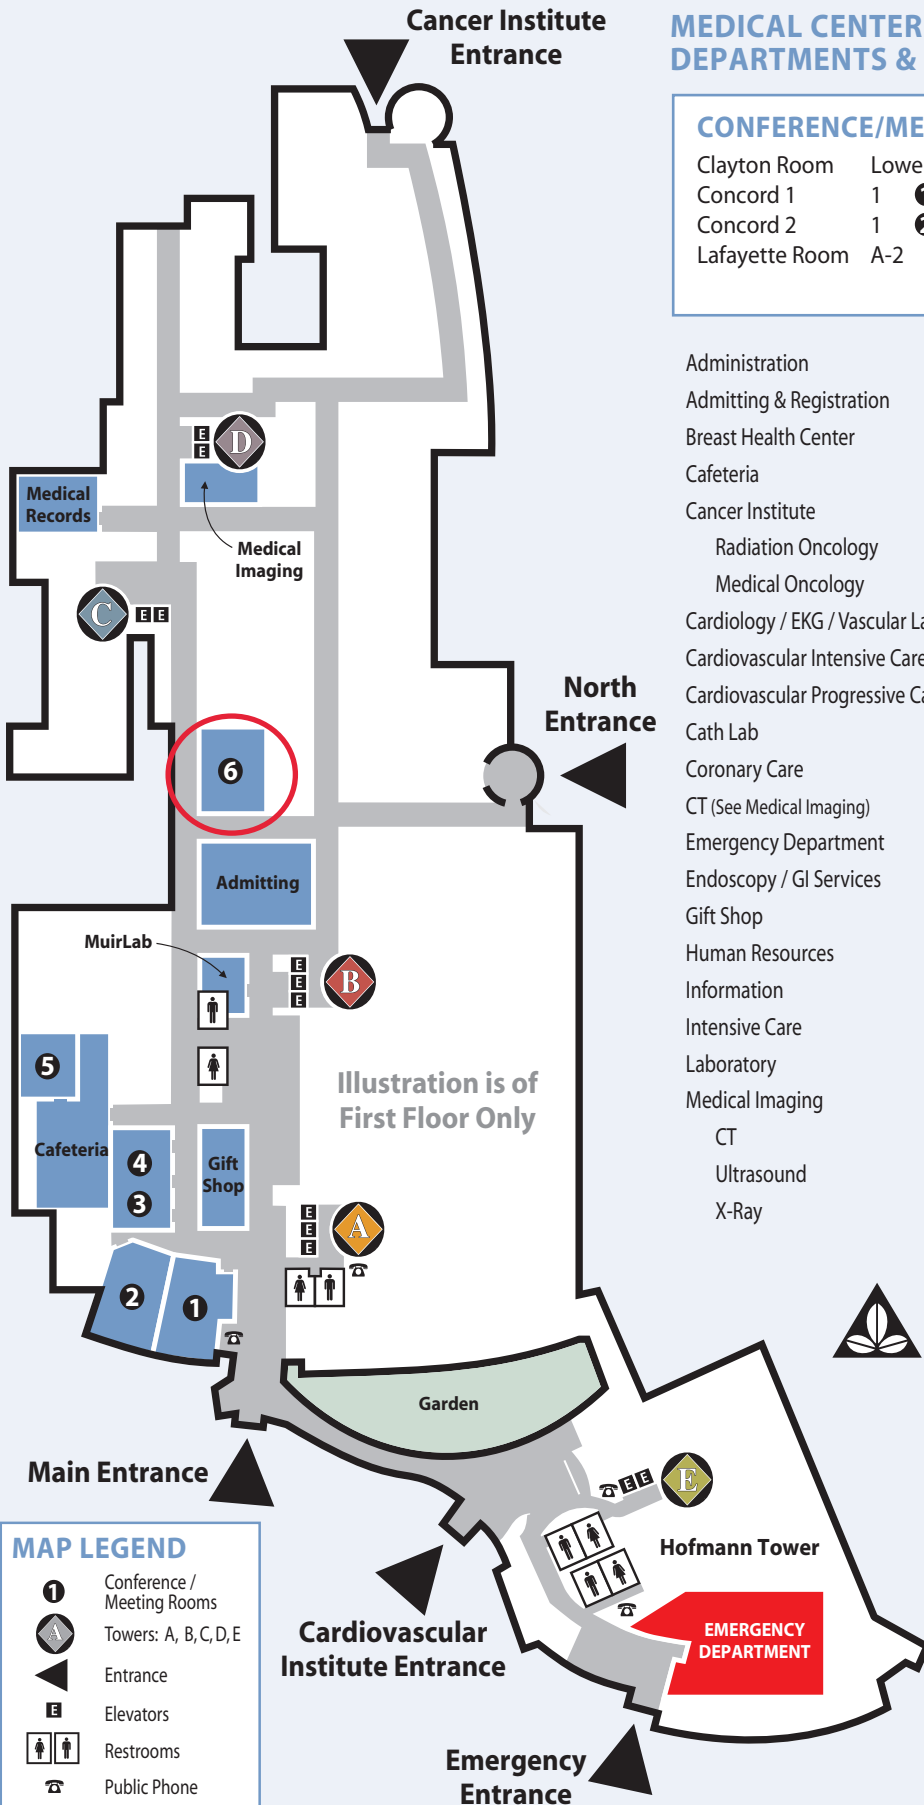 Cancer Institute
Entrance
MEDICAL CENTER
DEPARTMENTS &
CONFERENCE/ME
Clayton Room Lowe
Concord 1 1
Concord 2 1
Lafayette Room A-2
Administration
Admitting & Registration
Breast Health Center
Cafeteria
Cancer Institute
Radiation Oncology
Medical Oncology
Cardiology / EKG / Vascular La
Cardiovascular Intensive Care
Cardiovascular Progressive Ca
Cath Lab
Coronary Care
CT (See Medical Imaging)
Emergency Department
Endoscopy / GI Services
Gift Shop
Human Resources
Information
Intensive Care
Laboratory
Medical Imaging
CT
Ultrasound
X-Ray
E
E
D
Medical
Records
Medical
Imaging
C
E E
North
Entrance
6
Admitting
MuirLab
E
E
E
B
5
Illustration is of
First Floor Only
Cafeteria
4
3
Gift
Shop
E
E
E
A
2
1
Garden
Main Entrance
E E
E
Hofmann Tower
EMERGENCY
DEPARTMENT
Cardiovascular
Institute Entrance
Emergency
Entrance
MAP LEGEND
1 Conference /
Meeting Rooms
A Towers: A, B, C, D, E
Entrance
E Elevators
Restrooms
Public Phone